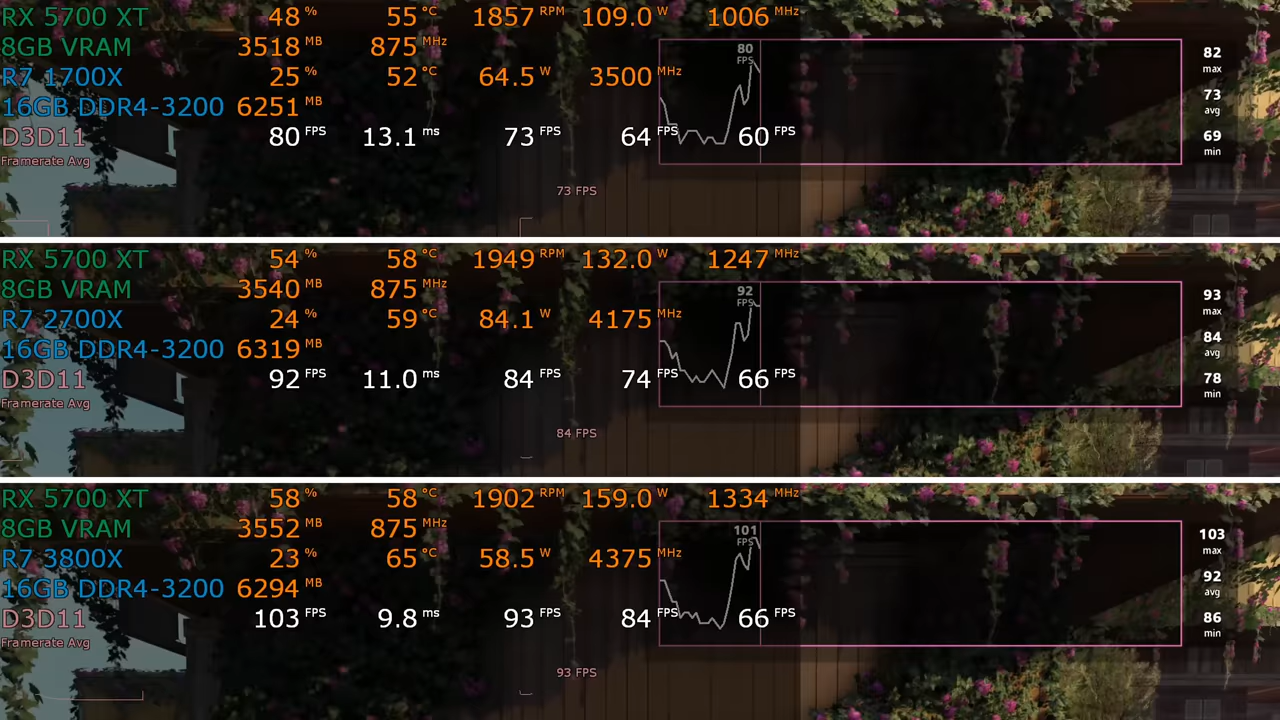 RX 5700 XT 48 % 55 °C 1857 RPM 109.0 W 1006 MHz
8GB VRAM 3518 MB 875 MHz
R7 1700X 25 % 52 °C 64.5 W 3500 MHz
16GB DDR4-3200 6251 MB
D3D11 80 FPS 13.1 ms 73 FPS 64 FPS 60 FPS
Framerate Avg
73 FPS
80
FPS
82
max
73
avg
69
min
RX 5700 XT 54 % 58 °C 1949 RPM 132.0 W 1247 MHz
8GB VRAM 3540 MB 875 MHz
R7 2700X 24 % 59 °C 84.1 W 4175 MHz
16GB DDR4-3200 6319 MB
D3D11 92 FPS 11.0 ms 84 FPS 74 FPS 66 FPS
Framerate Avg
84 FPS
92
FPS
93
max
84
avg
78
min
RX 5700 XT 58 % 58 °C 1902 RPM 159.0 W 1334 MHz
8GB VRAM 3552 MB 875 MHz
R7 3800X 23 % 65 °C 58.5 W 4375 MHz
16GB DDR4-3200 6294 MB
D3D11 103 FPS 9.8 ms 93 FPS 84 FPS 66 FPS
Framerate Avg
93 FPS
101
FPS
103
max
92
avg
86
min